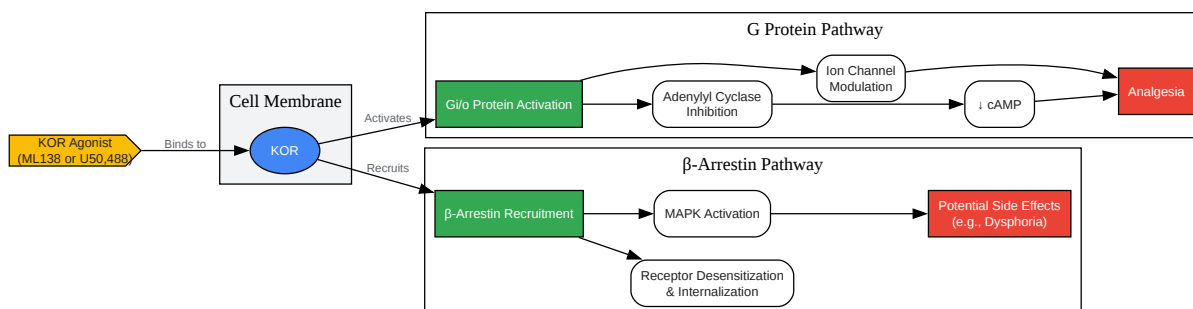 G Protein Pathway
Ion Channel
Modulation
Cell Membrane
Gi/o Protein Activation
Adenylyl Cyclase
Inhibition
↓ cAMP
Analgesia
Activates
KOR Agonist
(ML138 or U50,488)
Binds to
KOR
Recruits
β-Arrestin Pathway
β-Arrestin Recruitment
MAPK Activation
Potential Side Effects
(e.g., Dysphoria)
Receptor Desensitization
& Internalization